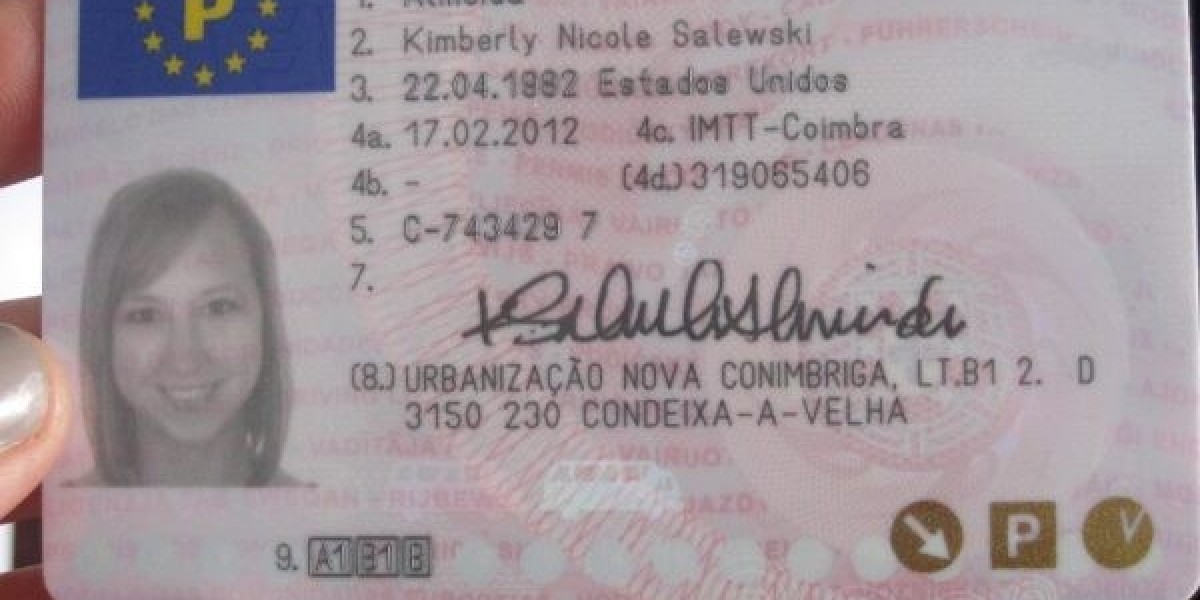 P
1. Almeida
2. Kimberly Nicole Salewski
3. 22.04.1982 Estados Unidos
4a. 17.02.2012 4c. IMTT-Coimbra
4b. - (4d.) 319065406
5. C-743429 7
7.
(8.) URBANIZAÇÃO NOVA CONIMBRIGA, LT.B1 2. D
3150 230 CONDEIXA-A-VELHA
9. A1 B1 B
P
V